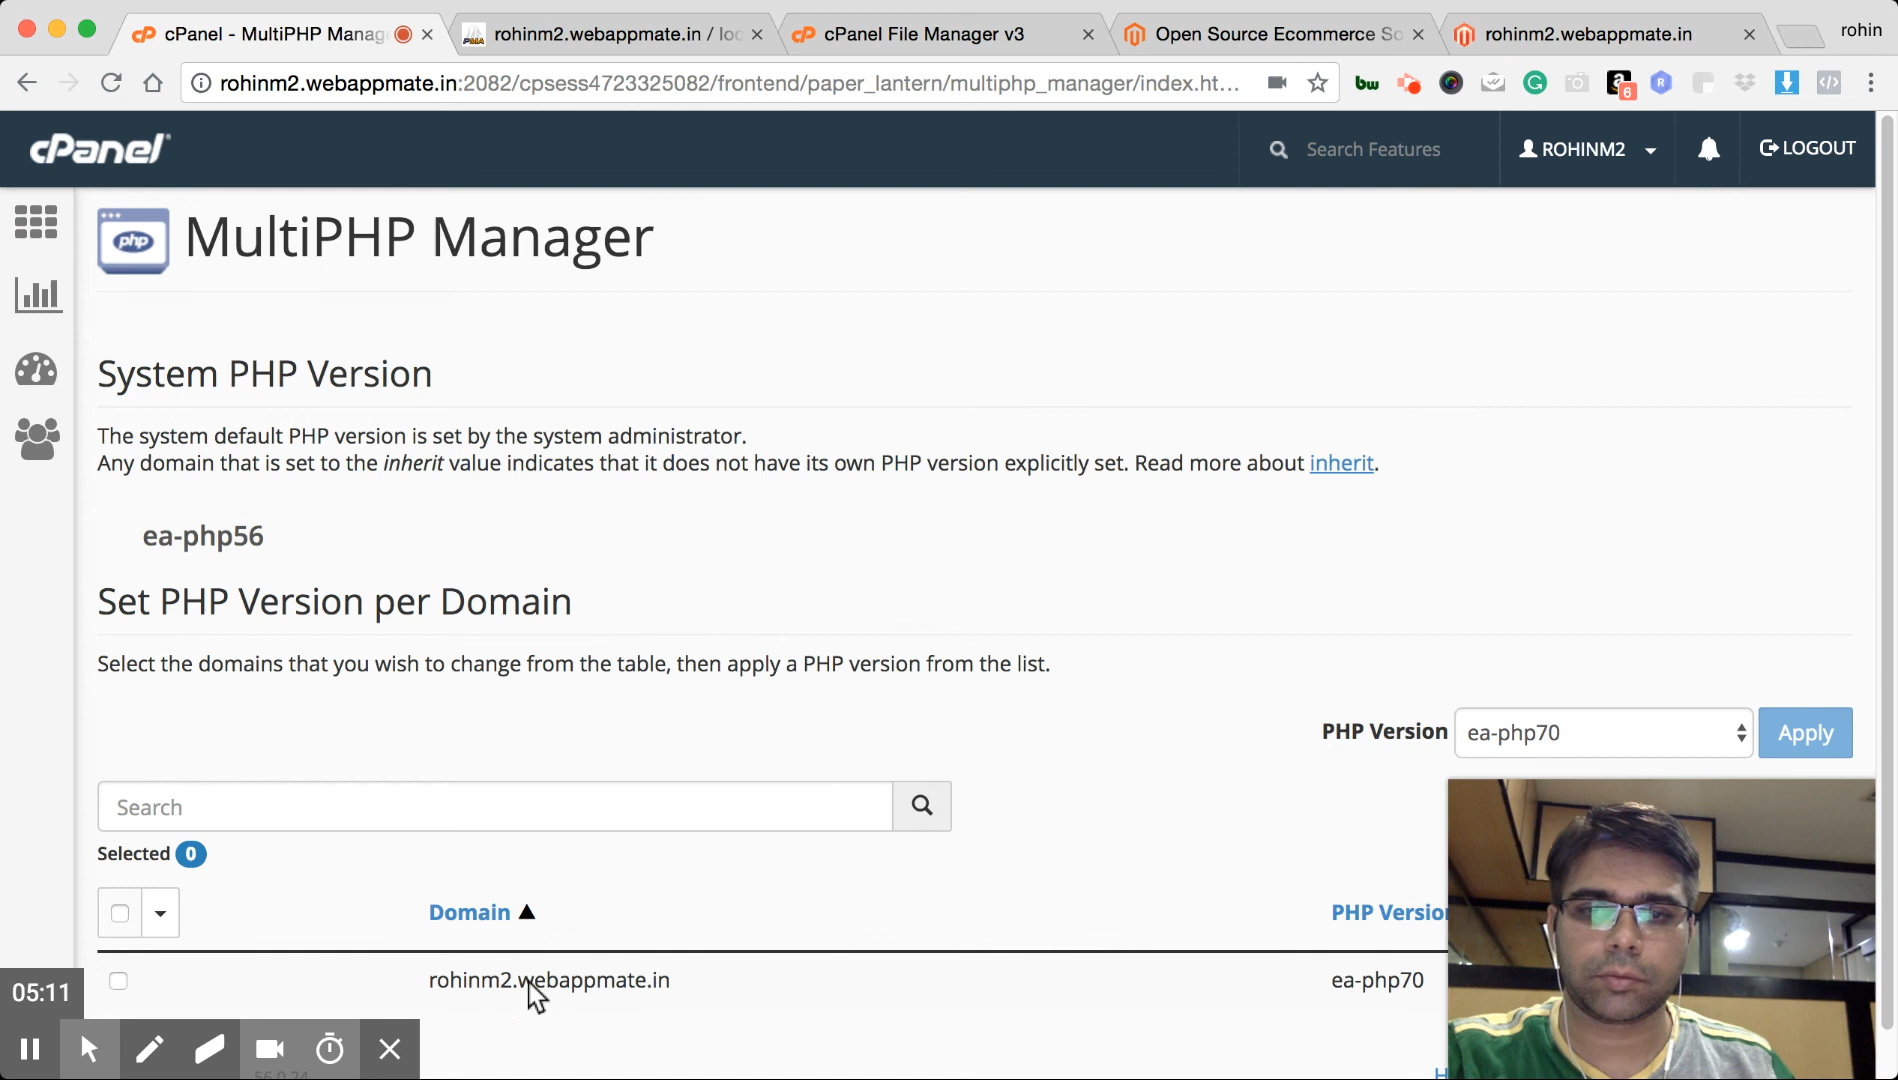 cPanel - MultiPHP Manag
rohinm2.webappmate.in / loc
cPanel File Manager v3
Open Source Ecommerce So
rohinm2.webappmate.in
rohin
rohinm2.webappmate.in:2082/cpsess4723325082/frontend/paper_lantern/multiphp_manager/index.ht...
bw
6
cPanel
Search Features
ROHINM2
LOGOUT
php
MultiPHP Manager
System PHP Version
The system default PHP version is set by the system administrator.
Any domain that is set to the inherit value indicates that it does not have its own PHP version explicitly set. Read more about inherit.
ea-php56
Set PHP Version per Domain
Select the domains that you wish to change from the table, then apply a PHP version from the list.
PHP Version
ea-php70
Apply
Search
Selected 0
Domain ▲
PHP Versio
rohinm2.webappmate.in
ea-php70
05:11
56.0.24